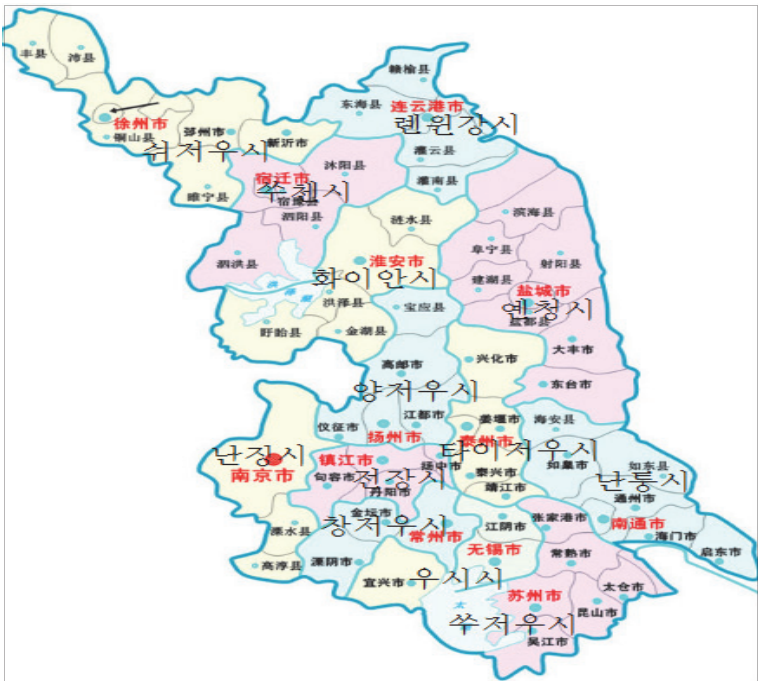 丰县
沛县
赣榆县
东海县
连云港市
렌윈장시
徐州市
铜山县
邳州市
쉬저우시
新沂市
灌云县
沭阳县
灌南县
宿迁市
쑤첸시
宿豫县
睢宁县
泗阳县
涟水县
滨海县
泗洪县
淮安市
화이안시
阜宁县
射阳县
建湖县
盐城市
옌청시
盐都县
洪泽县
洪泽湖
宝应县
盱眙县
金湖县
兴化市
大丰市
高邮市
东台市
양저우시
仪征市
江都市
扬州市
姜堰市
海安县
泰州市
타이저우시
난징시
南京市
镇江市
전장시
扬中市
句容市
丹阳市
泰兴市
靖江市
如皋市
如东县
난통시
通州市
金坛市
창저우시
常州市
江阴市
张家港市
南通市
海门市
启东市
溧水县
高淳县
溧阴市
无锡市
우시시
常熟市
宜兴市
太仓市
苏州市
太
쑤저우시
昆山市
吴江市